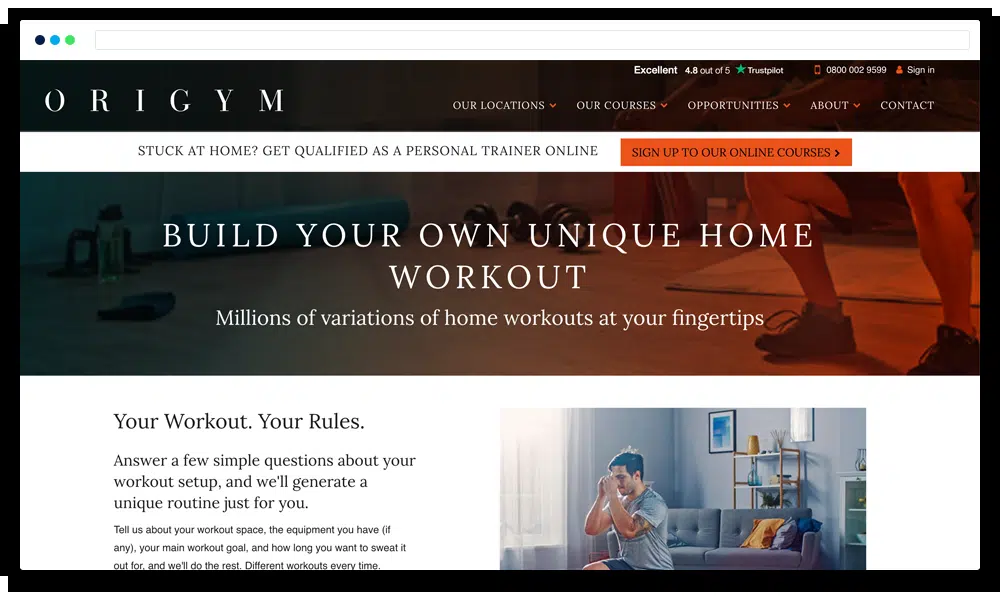 Excellent 4.8 out of 5 Trustpilot 0800 002 9599 Sign in
ORIGYM
OUR LOCATIONS OUR COURSES OPPORTUNITIES ABOUT CONTACT
STUCK AT HOME? GET QUALIFIED AS A PERSONAL TRAINER ONLINE
SIGN UP TO OUR ONLINE COURSES
BUILD YOUR OWN UNIQUE HOME
WORKOUT
Millions of variations of home workouts at your fingertips
Your Workout. Your Rules.
Answer a few simple questions about your
workout setup, and we'll generate a
unique routine just for you.
Tell us about your workout space, the equipment you have (if
any), your main workout goal, and how long you want to sweat it
out for, and we'll do the rest. Different workouts every time.